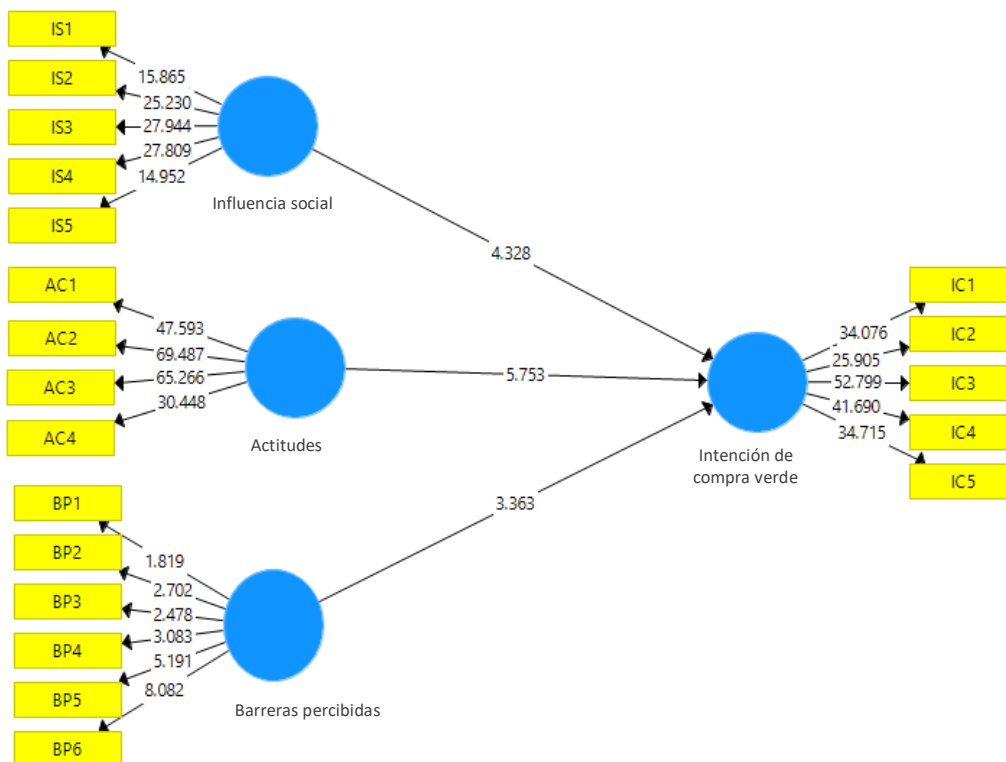 IS1
IS2
IS3
IS4
IS5
15.865
25.230
27.944
27.809
14.952
Influencia social
4.328
AC1
AC2
AC3
AC4
47.593
69.487
65.266
30.448
Actitudes
5.753
BP1
BP2
BP3
BP4
BP5
BP6
1.819
2.702
2.478
3.083
5.191
8.082
Barreras percibidas
3.363
Intención de
compra verde
34.076
25.905
52.799
41.690
34.715
IC1
IC2
IC3
IC4
IC5